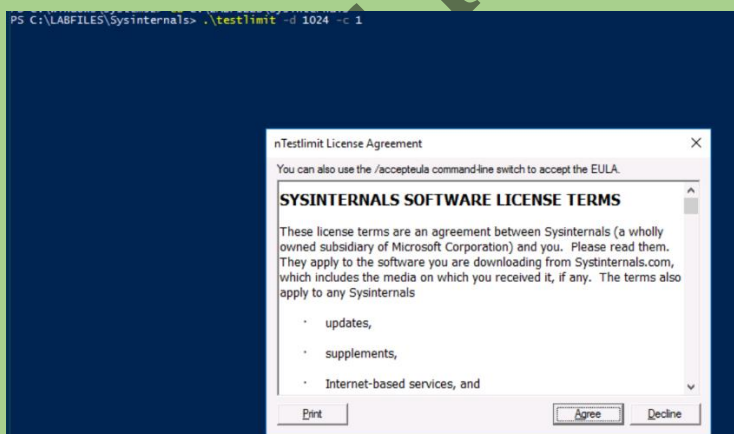 PS C:\LABFILES\Sysinternals> .\testlimit -d 1024 -c 1
nTestlimit License Agreement
You can also use the /accepteula command-line switch to accept the EULA.
SYSINTERNALS SOFTWARE LICENSE TERMS
These license terms are an agreement between Sysinternals (a wholly
owned subsidiary of Microsoft Corporation) and you. Please read them.
They apply to the software you are downloading from Systinternals.com,
which includes the media on which you received it, if any. The terms also
apply to any Sysinternals
· updates,
· supplements,
· Internet-based services, and
Print Agree Decline